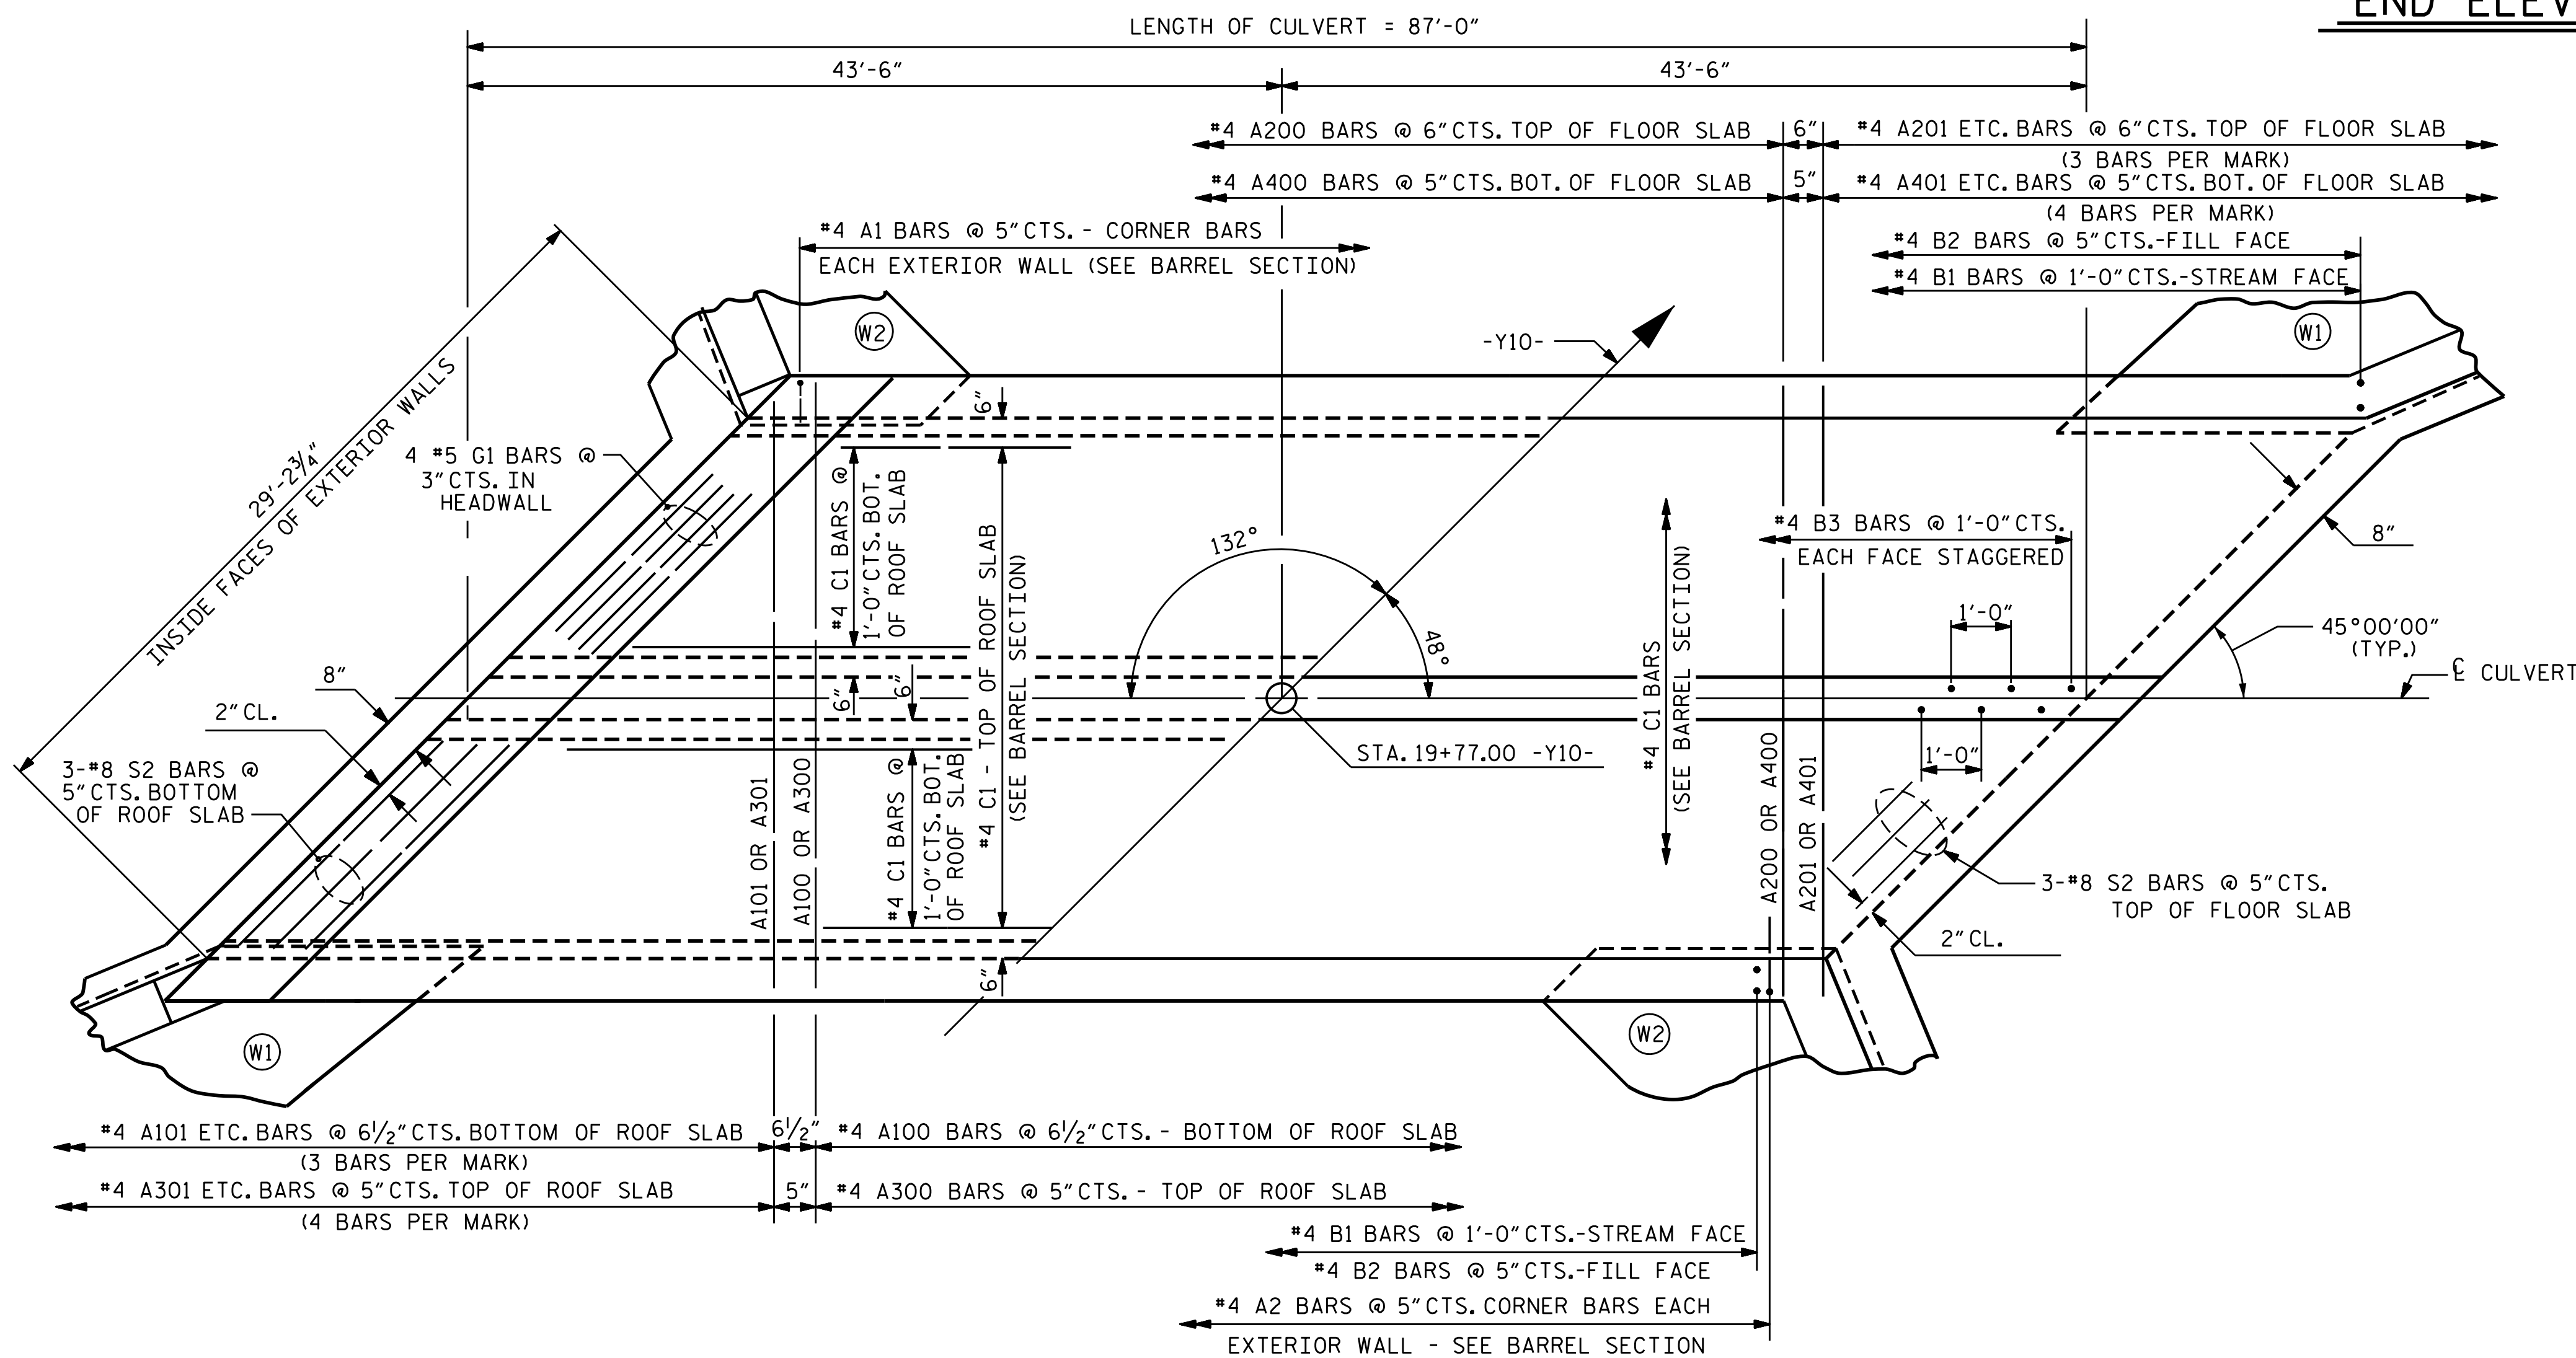 END ELEV
LENGTH OF CULVERT = 87'-0"
43'-6"
43'-6"
#4 A200 BARS @ 6"CTS. TOP OF FLOOR SLAB
6"
#4 A201 ETC. BARS @ 6"CTS. TOP OF FLOOR SLAB
(3 BARS PER MARK)
#4 A400 BARS @ 5"CTS. BOT. OF FLOOR SLAB
5"
#4 A401 ETC. BARS @ 5"CTS. BOT. OF FLOOR SLAB
(4 BARS PER MARK)
#4 A1 BARS @ 5"CTS. - CORNER BARS
EACH EXTERIOR WALL (SEE BARREL SECTION)
#4 B2 BARS @ 5"CTS.-FILL FACE
#4 B1 BARS @ 1'-0"CTS.-STREAM FACE
W2
-Y10-
W1
29'-2¾"
INSIDE FACES OF EXTERIOR WALLS
4 #5 G1 BARS @
3"CTS. IN
HEADWALL
6"
#4 C1 BARS @
1'-0"CTS. BOT.
OF ROOF SLAB
#4 C1 - TOP OF ROOF SLAB
(SEE BARREL SECTION)
132°
48°
#4 C1 BARS
(SEE BARREL SECTION)
#4 B3 BARS @ 1'-0"CTS.
EACH FACE STAGGERED
8"
1'-0"
45°00'00"
(TYP.)
℄ CULVERT
8"
2"CL.
6"
6"
STA. 19+77.00 -Y10-
1'-0"
3-#8 S2 BARS @
5"CTS. BOTTOM
OF ROOF SLAB
A101 OR A301
A100 OR A300
#4 C1 BARS @
1'-0"CTS. BOT.
OF ROOF SLAB
A200 OR A400
A201 OR A401
3-#8 S2 BARS @ 5"CTS.
TOP OF FLOOR SLAB
2"CL.
6"
W1
W2
#4 A101 ETC. BARS @ 6½"CTS. BOTTOM OF ROOF SLAB
6½"
#4 A100 BARS @ 6½"CTS. - BOTTOM OF ROOF SLAB
(3 BARS PER MARK)
#4 A301 ETC. BARS @ 5"CTS. TOP OF ROOF SLAB
5"
#4 A300 BARS @ 5"CTS. - TOP OF ROOF SLAB
(4 BARS PER MARK)
#4 B1 BARS @ 1'-0"CTS.-STREAM FACE
#4 B2 BARS @ 5"CTS.-FILL FACE
#4 A2 BARS @ 5"CTS. CORNER BARS EACH
EXTERIOR WALL - SEE BARREL SECTION